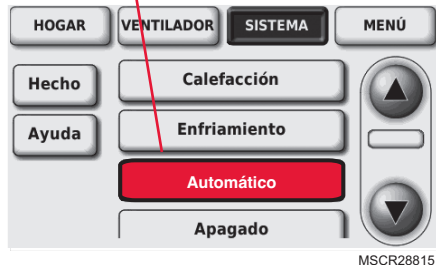 HOGAR VENTILADOR SISTEMA MENÚ
Hecho Calefacción
Ayuda Enfriamiento
Automático
Apagado
MSCR28815